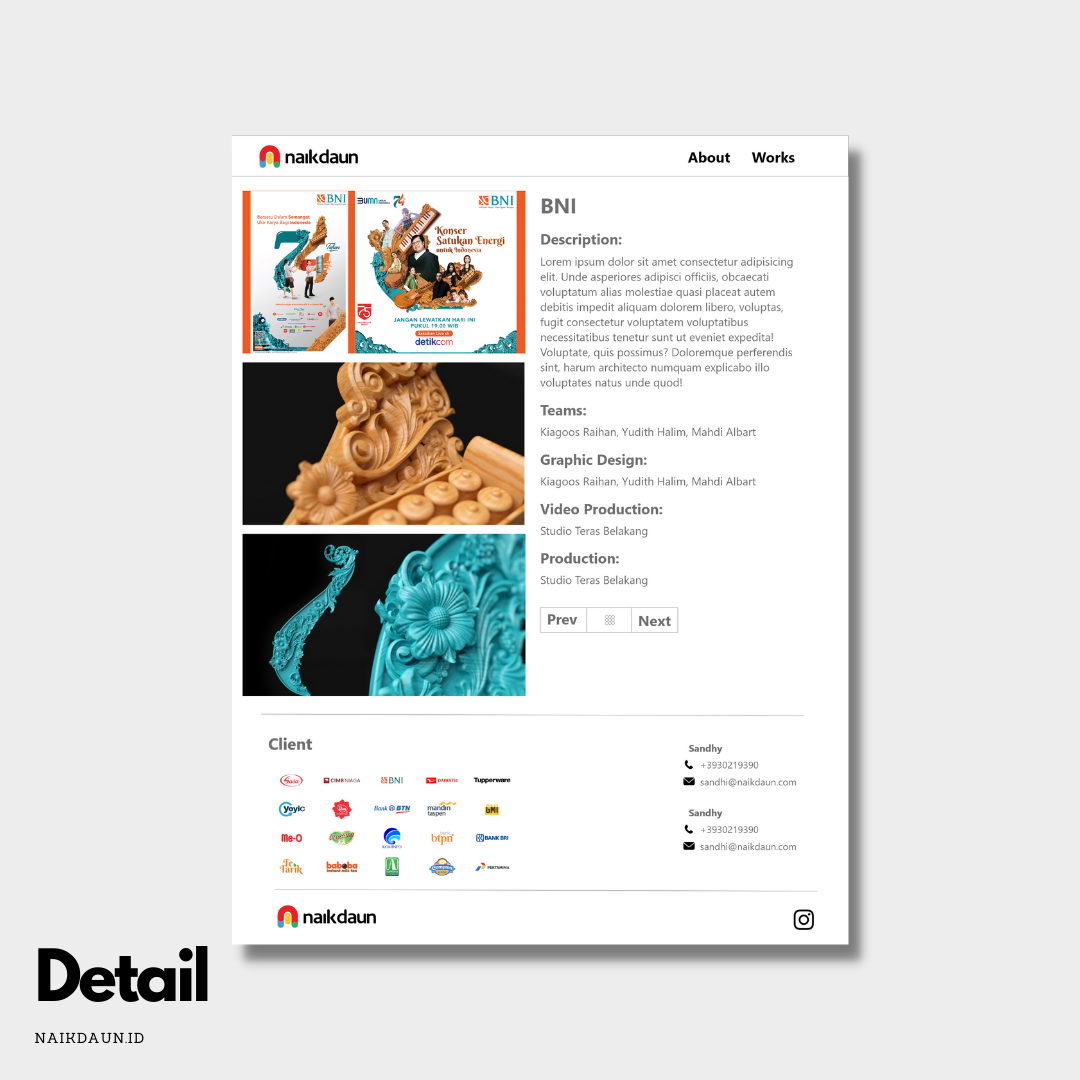 naikdaun
About Works
BNI
Bersatu Dalam Semangat
Ukir Karya Bagi Indonesia
74
Tahun
BUMN
74
BNI
Konser
Satukan Energi
untuk Indonesia
JANGAN LEWATKAN HARI INI
PUKUL 19.00 WIB
Saksikan Live di
detikcom
BNI
Description:
Lorem ipsum dolor sit amet consectetur adipisicing
elit. Unde asperiores adipisci officiis, obcaecati
voluptatum alias molestiae quasi placeat autem
debitis impedit aliquam dolorem libero, voluptas,
fugit consectetur voluptatem voluptatibus
necessitatibus tenetur sunt ut eveniet expedita!
Voluptate, quis possimus? Doloremque perferendis
sint, harum architecto numquam explicabo illo
voluptates natus unde quod!
Teams:
Kiagoos Raihan, Yudith Halim, Mahdi Albart
Graphic Design:
Kiagoos Raihan, Yudith Halim, Mahdi Albart
Video Production:
Studio Teras Belakang
Production:
Studio Teras Belakang
Prev Next
Client
CIMB NIAGA BNI DAIHATSU Tupperware
Yoyic Bank BTN mandiri taspen
Me-O btpn BANK BRI
Te Tarik baboba PERTAMINA
instant milk tea
Sandhy
+3930219390
sandhi@naikdaun.com
Sandhy
+3930219390
sandhi@naikdaun.com
naikdaun
Detail
NAIKDAUN.ID